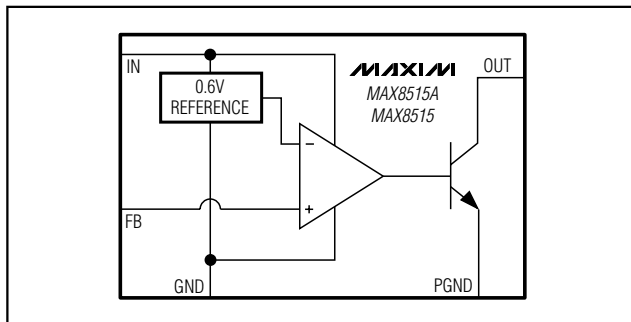 IN
0.6V
REFERENCE
MAXIM
MAX8515A
MAX8515
OUT
−
+
FB
GND
PGND